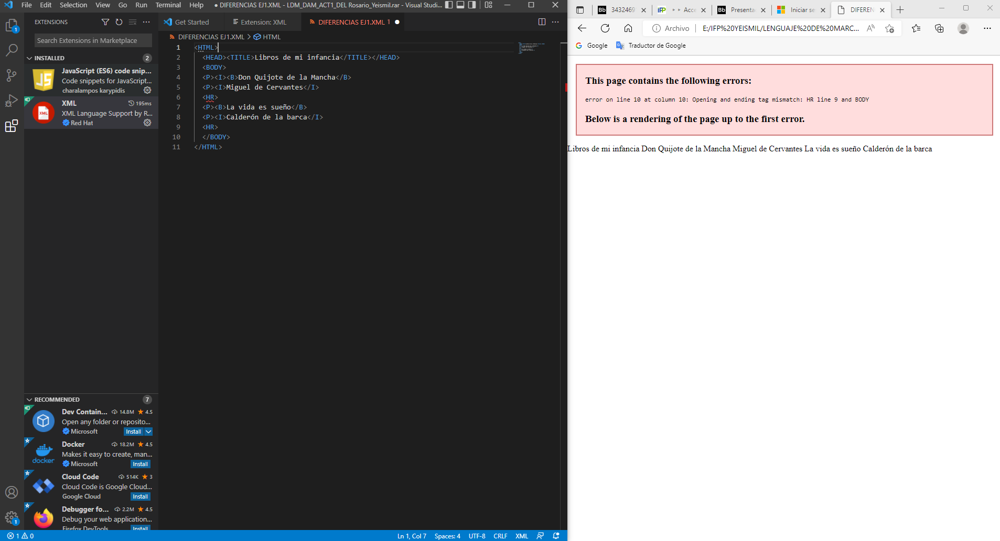 File Edit Selection View Go Run Terminal Help ● DIFERENCIAS EJ1.XML - LDM_DAM_ACT1_DEL Rosario_Yeismil.rar - Visual Studi...
EXTENSIONS
Search Extensions in Marketplace
INSTALLED 2
JavaScript (ES6) code snip...
Code snippets for JavaScript...
charalampos karypidis
XML 195ms
XML Language Support by R...
Red Hat
RECOMMENDED 7
Dev Contain... 14.8M ★ 4.5
Open any folder or reposito...
Microsoft Install
Docker 18.2M ★ 4.5
Makes it easy to create, man...
Microsoft Install
Cloud Code 514K ★ 3
Cloud Code is Google Cloud...
Google Cloud Install
Debugger fo... 2.2M ★ 4.5
Debug your web application...
Firefox DevTools Install
Get Started Extension: XML DIFERENCIAS EJ1.XML 1 ●
DIFERENCIAS EJ1.XML > HTML
1 <HTML>
2 <HEAD><TITLE>Libros de mi infancia</TITLE></HEAD>
3 <BODY>
4 <P><I><B>Don Quijote de la Mancha</B>
5 <P><I>Miguel de Cervantes</I>
6 <HR>
7 <P><B>La vida es sueño</B>
8 <P><I>Calderón de la barca</I>
9 <HR>
10 </BODY>
11 </HTML>
1 0 Ln 1, Col 7 Spaces: 4 UTF-8 CRLF XML
Bb 3432469 iFP Acce Bb Presenta Iniciar se DIFEREN
Archivo E:/IFP%20YEISMIL/LENGUAJE%20DE%20MARC...
Google Traductor de Google
This page contains the following errors:
error on line 10 at column 10: Opening and ending tag mismatch: HR line 9 and BODY
Below is a rendering of the page up to the first error.
Libros de mi infancia Don Quijote de la Mancha Miguel de Cervantes La vida es sueño Calderón de la barca